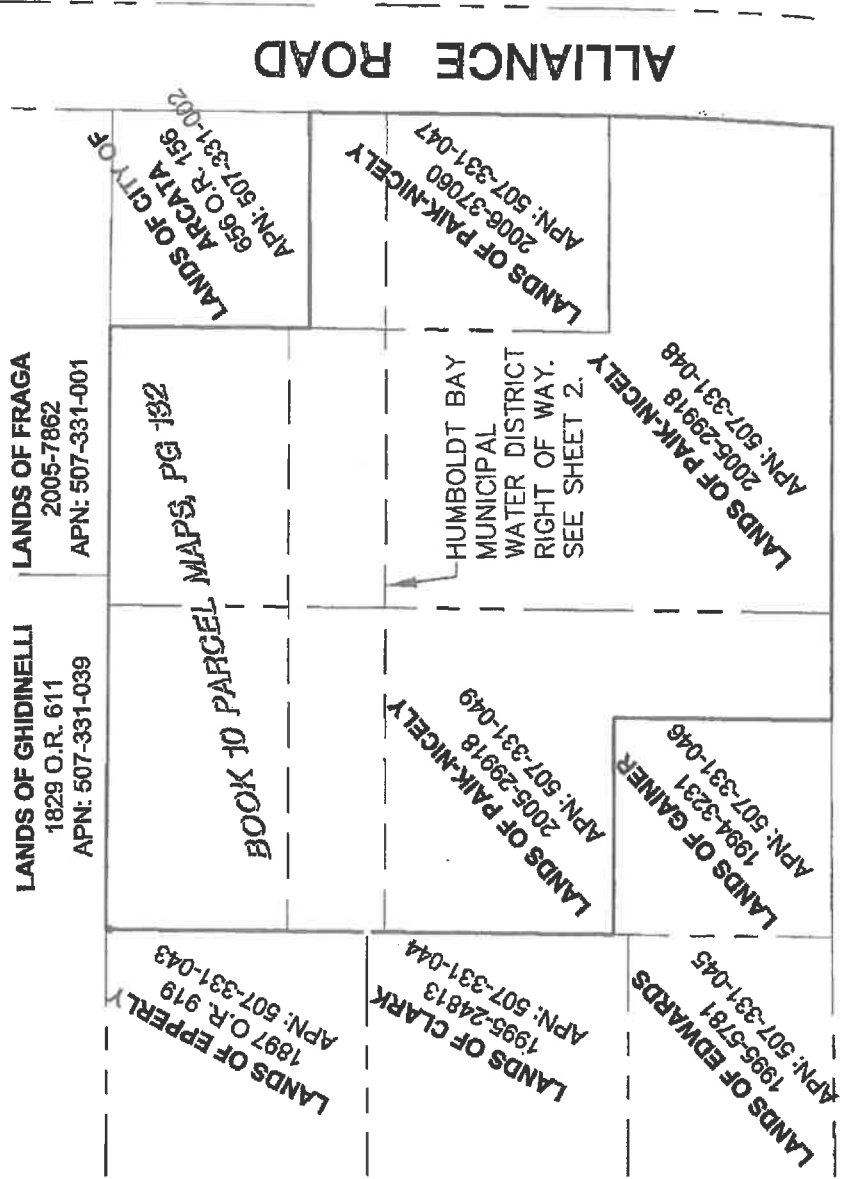 ALLIANCE ROAD
LANDS OF GHIDINELLI
1829 O.R. 611
APN: 507-331-039
LANDS OF FRAGA
2005-7862
APN: 507-331-001
LANDS OF CITY OF
ARCATA
656 O.R. 156
APN: 507-331-002
BOOK 10 PARCEL MAPS, PG 192
LANDS OF PAIK-NICELY
2006-37060
APN: 507-331-047
HUMBOLDT BAY
MUNICIPAL
WATER DISTRICT
RIGHT OF WAY.
SEE SHEET 2.
LANDS OF PAIK-NICELY
2005-29918
APN: 507-331-048
LANDS OF PAIK-NICELY
2005-29918
APN: 507-331-049
LANDS OF GAINER
1994-3231
APN: 507-331-046
LANDS OF EPPERLY
1897 O.R. 919
APN: 507-331-043
LANDS OF CLARK
1995-24813
APN: 507-331-044
LANDS OF EDWARDS
1995-5781
APN: 507-331-045